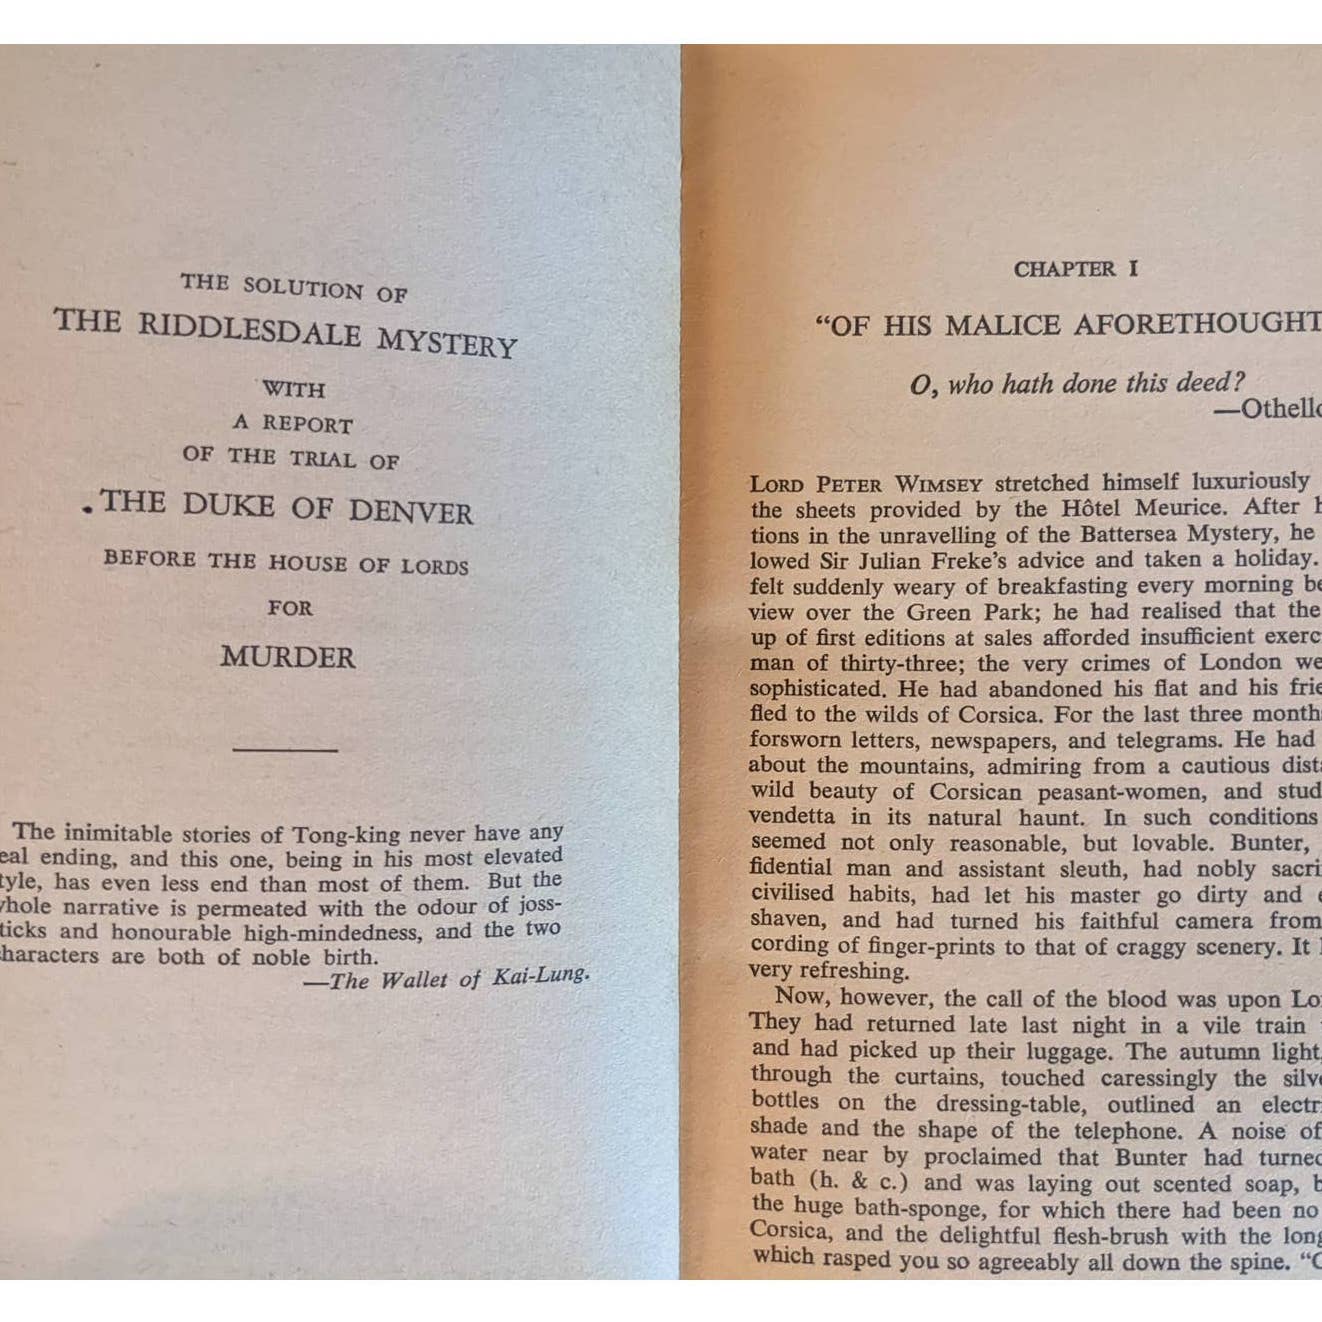 THE SOLUTION OF
THE RIDDLESDALE MYSTERY
WITH
A REPORT
OF THE TRIAL OF
THE DUKE OF DENVER
BEFORE THE HOUSE OF LORDS
FOR
MURDER
The inimitable stories of Tong-king never have any
eal ending, and this one, being in his most elevated
tyle, has even less end than most of them. But the
hole narrative is permeated with the odour of joss-
ticks and honourable high-mindedness, and the two
haracters are both of noble birth.
—The Wallet of Kai-Lung.
CHAPTER I
“OF HIS MALICE AFORETHOUGHT
O, who hath done this deed?
—Othello
LORD PETER WIMSEY stretched himself luxuriously
the sheets provided by the Hôtel Meurice. After
tions in the unravelling of the Battersea Mystery, he
lowed Sir Julian Freke’s advice and taken a holiday.
felt suddenly weary of breakfasting every morning be
view over the Green Park; he had realised that the
up of first editions at sales afforded insufficient exerc
man of thirty-three; the very crimes of London we
sophisticated. He had abandoned his flat and his frie
fled to the wilds of Corsica. For the last three month
forsworn letters, newspapers, and telegrams. He had
about the mountains, admiring from a cautious dist
wild beauty of Corsican peasant-women, and stud
vendetta in its natural haunt. In such conditions
seemed not only reasonable, but lovable. Bunter,
fidential man and assistant sleuth, had nobly sacri
civilised habits, had let his master go dirty and
shaven, and had turned his faithful camera from
cording of finger-prints to that of craggy scenery. It
very refreshing.
Now, however, the call of the blood was upon Lo
They had returned late last night in a vile train
and had picked up their luggage. The autumn light,
through the curtains, touched caressingly the silve
bottles on the dressing-table, outlined an electri
shade and the shape of the telephone. A noise of
water near by proclaimed that Bunter had turned
bath (h. & c.) and was laying out scented soap,
the huge bath-sponge, for which there had been no
Corsica, and the delightful flesh-brush with the long
which rasped you so agreeably all down the spine. “